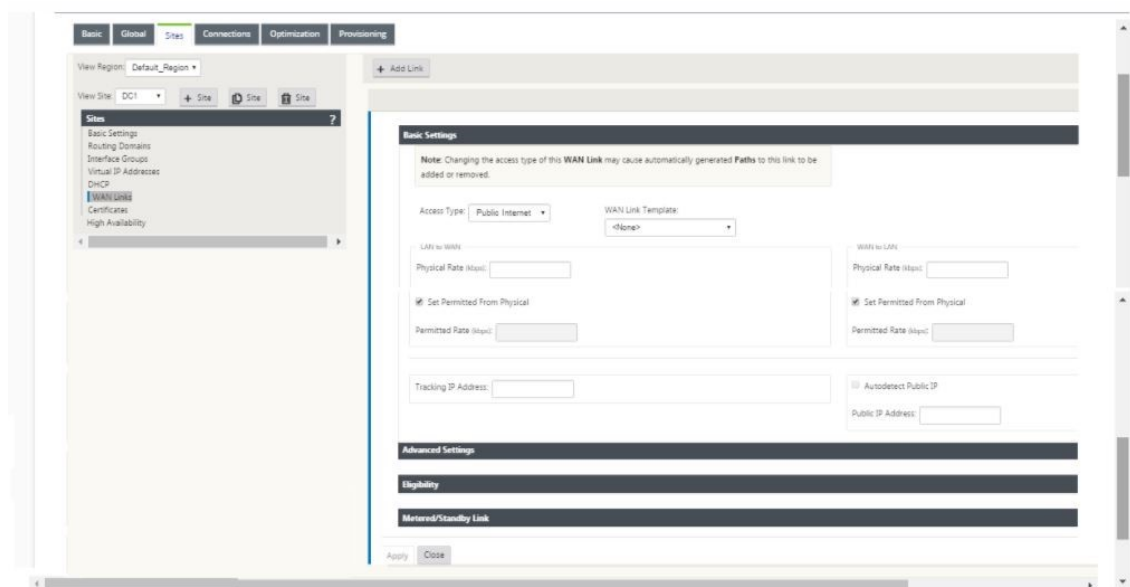 Basic Global Sites Connections Optimization Provisioning
View Region: Default_Region
+ Add Link
View Site: DC1 + Site Site Site
Sites ?
Basic Settings
Routing Domains
Interface Groups
Virtual IP Addresses
DHCP
WAN Links
Certificates
High Availability
Basic Settings
Note: Changing the access type of this WAN Link may cause automatically generated Paths to this link to be
added or removed.
Access Type: Public Internet
WAN Link Template:
<None>
LAN to WAN
WAN to LAN
Physical Rate (kbps):
Physical Rate (kbps):
Set Permitted From Physical
Set Permitted From Physical
Permitted Rate (kbps):
Permitted Rate (kbps):
Tracking IP Address:
Autodetect Public IP
Public IP Address:
Advanced Settings
Eligibility
Metered/Standby Link
Apply Close